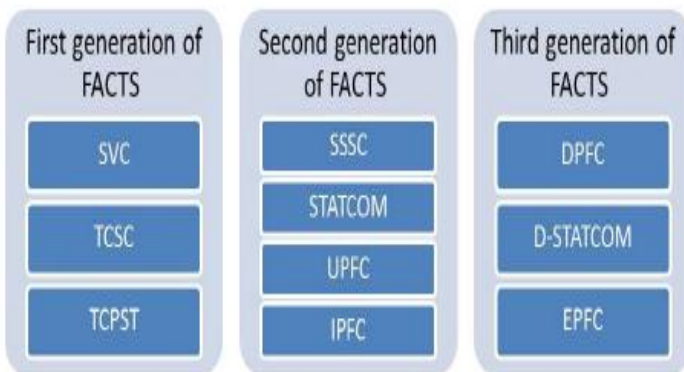 First generation of
FACTS
SVC
TCSC
TCPST
Second generation
of FACTS
SSSC
STATCOM
UPFC
IPFC
Third generation of
FACTS
DPFC
D-STATCOM
EPFC